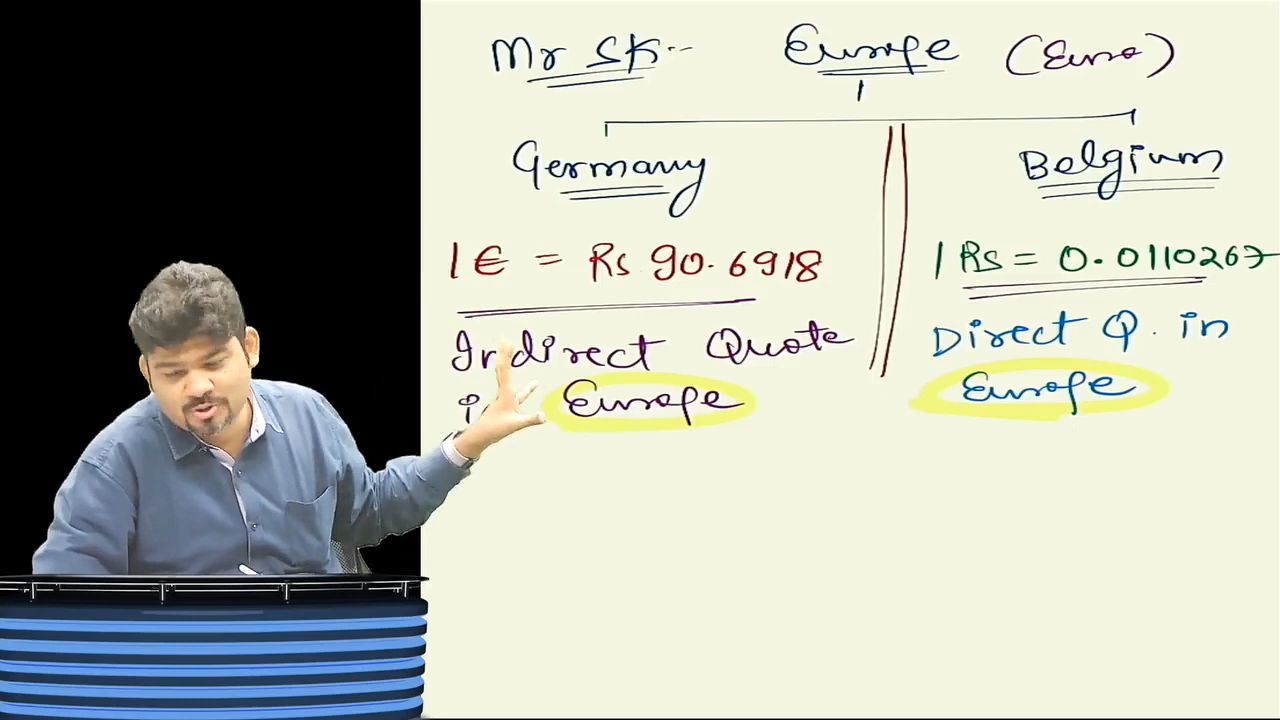 Mr SK..
Europe (Euro)
Germany
Belgium
1 € = Rs 90.6918
1 Rs = 0.0110267
Indirect Quote
Direct Q. in
Europe
Europe